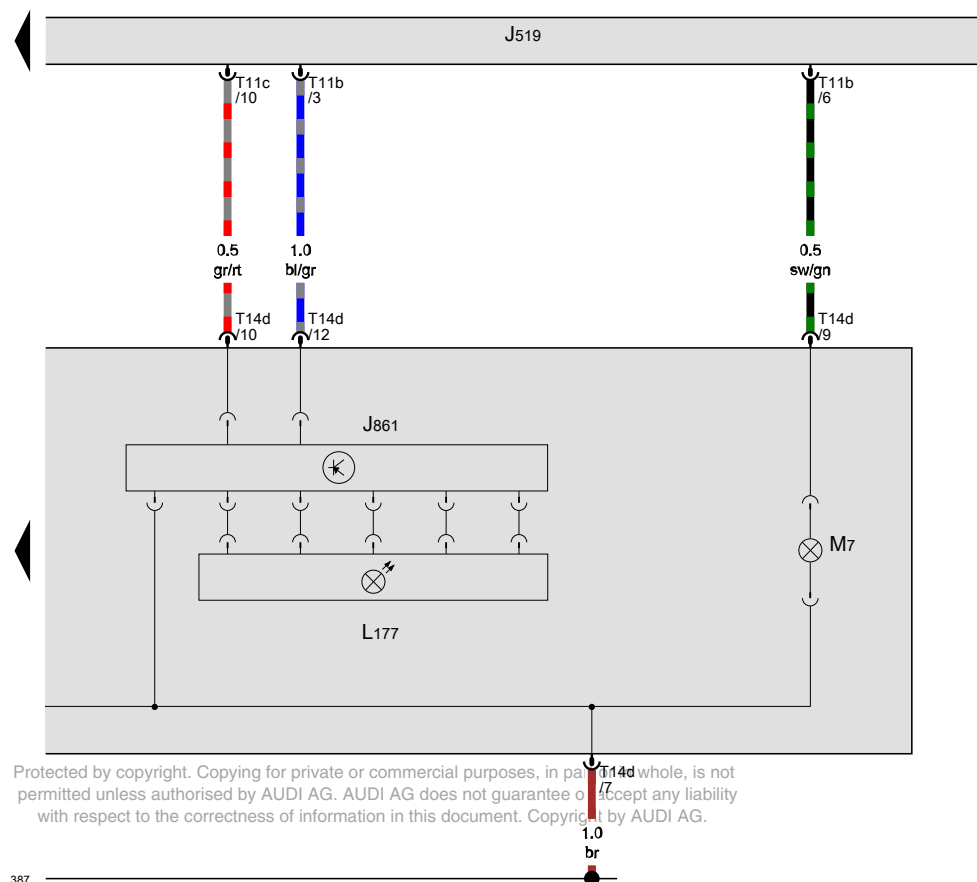 J519
T11c
/10
T11b
/3
T11b
/6
0.5
gr/rt
1.0
bl/gr
0.5
sw/gn
T14d
/10
T14d
/12
T14d
/9
J861
M7
L177
T14d
/7
Protected by copyright. Copying for private or commercial purposes, in part or in whole, is not
permitted unless authorised by AUDI AG. AUDI AG does not guarantee or accept any liability
with respect to the correctness of information in this document. Copyright by AUDI AG.
1.0
br
387